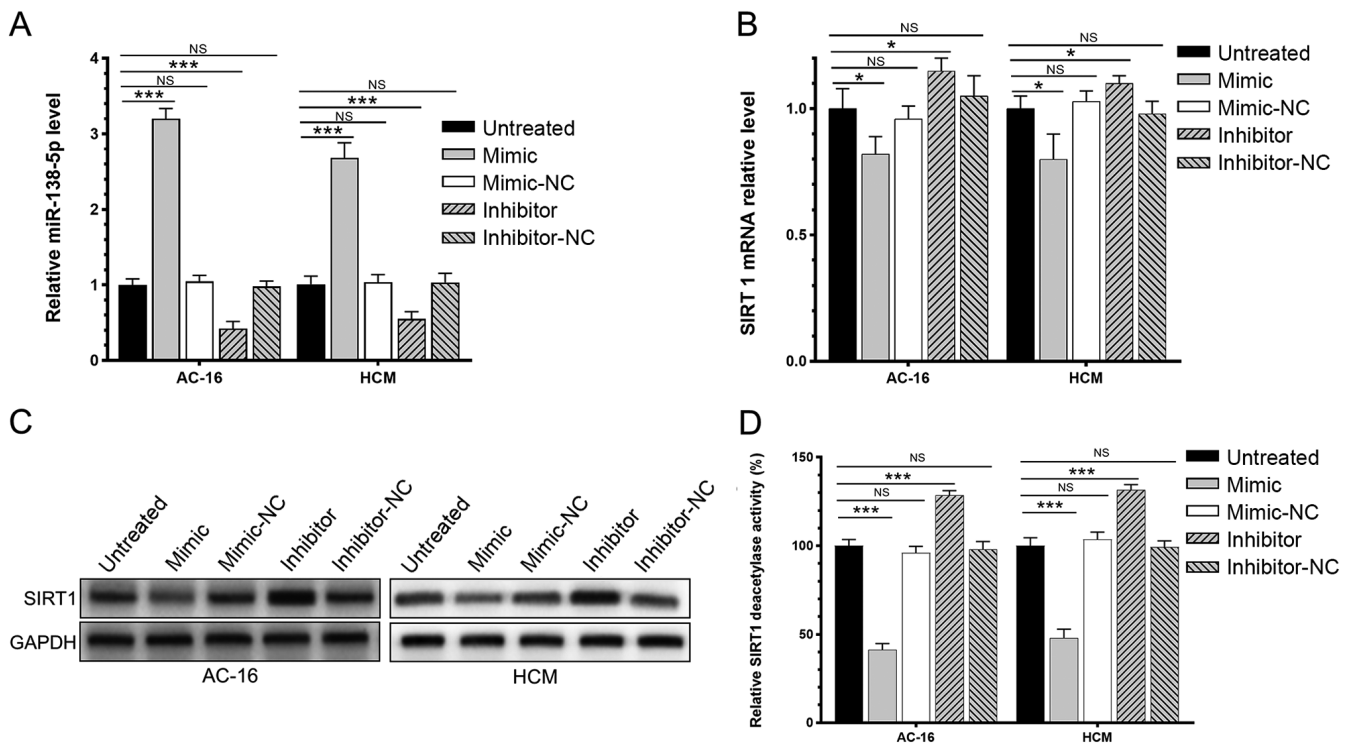 A
Relative miR-138-5p level
4
3
2
1
0
NS
***
NS
***
NS
***
NS
***
AC-16
HCM
Untreated
Mimic
Mimic-NC
Inhibitor
Inhibitor-NC
B
SIRT 1 mRNA relative level
1.0
0.5
0.0
NS
*
NS
*
NS
*
NS
*
AC-16
HCM
Untreated
Mimic
Mimic-NC
Inhibitor
Inhibitor-NC
C
Untreated
Mimic
Mimic-NC
Inhibitor
Inhibitor-NC
Untreated
Mimic
Mimic-NC
Inhibitor
Inhibitor-NC
SIRT1
GAPDH
AC-16
HCM
D
Relative SIRT1 deacetylase activity (%)
150
100
50
0
NS
***
NS
***
NS
***
NS
***
AC-16
HCM
Untreated
Mimic
Mimic-NC
Inhibitor
Inhibitor-NC